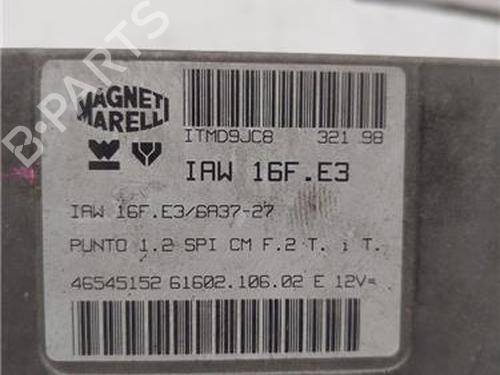 MAGNETI
MARELLI
ITMD9JC8 321 98
IAW 16F.E3
IAW 16F.E3/6A37-27
PUNTO 1.2 SPI CM F.2 T. i T.
46545152 61602.106.02 E 12V=